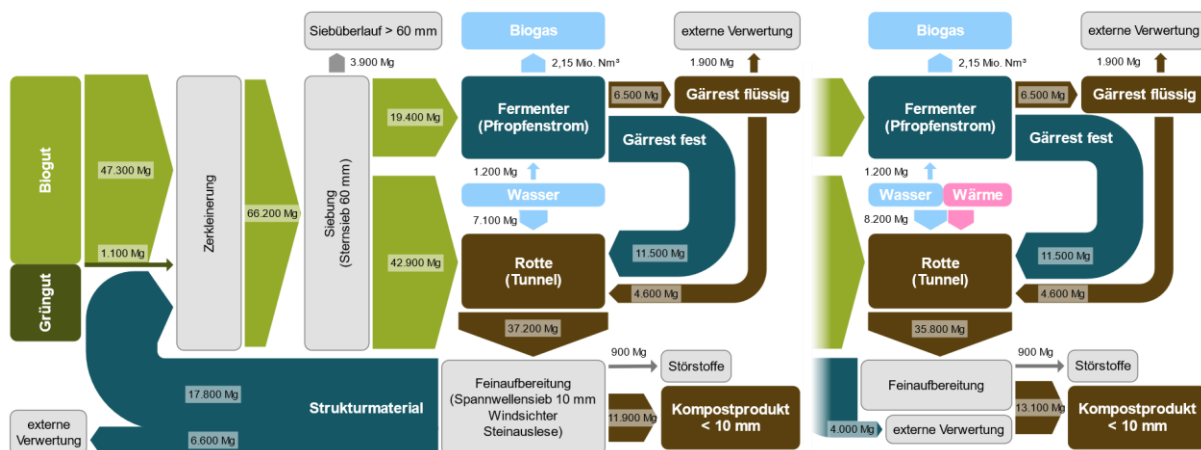 Siebüberlauf > 60 mm
3.900 Mg
Biogas
2,15 Mio. Nm³
externe Verwertung
1.900 Mg
Biogut
47.300 Mg
1.100 Mg
Grüngut
Zerkleinerung
66.200 Mg
Siebung
(Sternsieb 60 mm)
19.400 Mg
42.900 Mg
Fermenter
(Pfropfenstrom)
6.500 Mg
Gärrest flüssig
Gärrest fest
1.200 Mg
Wasser
7.100 Mg
11.500 Mg
Rotte
(Tunnel)
4.600 Mg
37.200 Mg
Feinaufbereitung
(Spannwellensieb 10 mm
Windsichter
Steinauslese)
900 Mg
Störstoffe
11.900 Mg
Kompostprodukt
< 10 mm
17.800 Mg
Strukturmaterial
6.600 Mg
externe
Verwertung
Biogas
2,15 Mio. Nm³
externe Verwertung
1.900 Mg
Fermenter
(Pfropfenstrom)
6.500 Mg
Gärrest flüssig
Gärrest fest
1.200 Mg
Wasser
Wärme
8.200 Mg
11.500 Mg
Rotte
(Tunnel)
4.600 Mg
35.800 Mg
Feinaufbereitung
900 Mg
Störstoffe
13.100 Mg
Kompostprodukt
< 10 mm
4.000 Mg
externe Verwertung